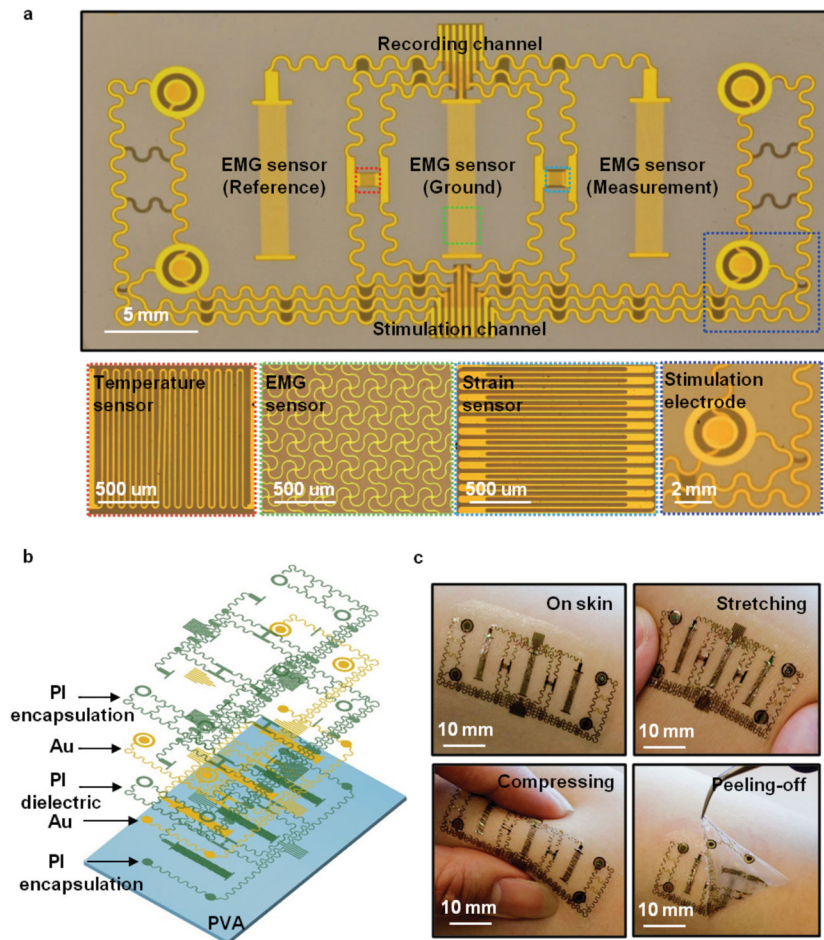 a
Recording channel
EMG sensor
(Reference)
EMG sensor
(Ground)
EMG sensor
(Measurement)
5 mm
Stimulation channel
Temperature
sensor
500 um
EMG
sensor
500 um
Strain
sensor
500 um
Stimulation
electrode
2 mm
b
PI
encapsulation
Au
PI
dielectric
Au
PI
encapsulation
PVA
c
On skin
10 mm
Stretching
10 mm
Compressing
10 mm
Peeling-off
10 mm